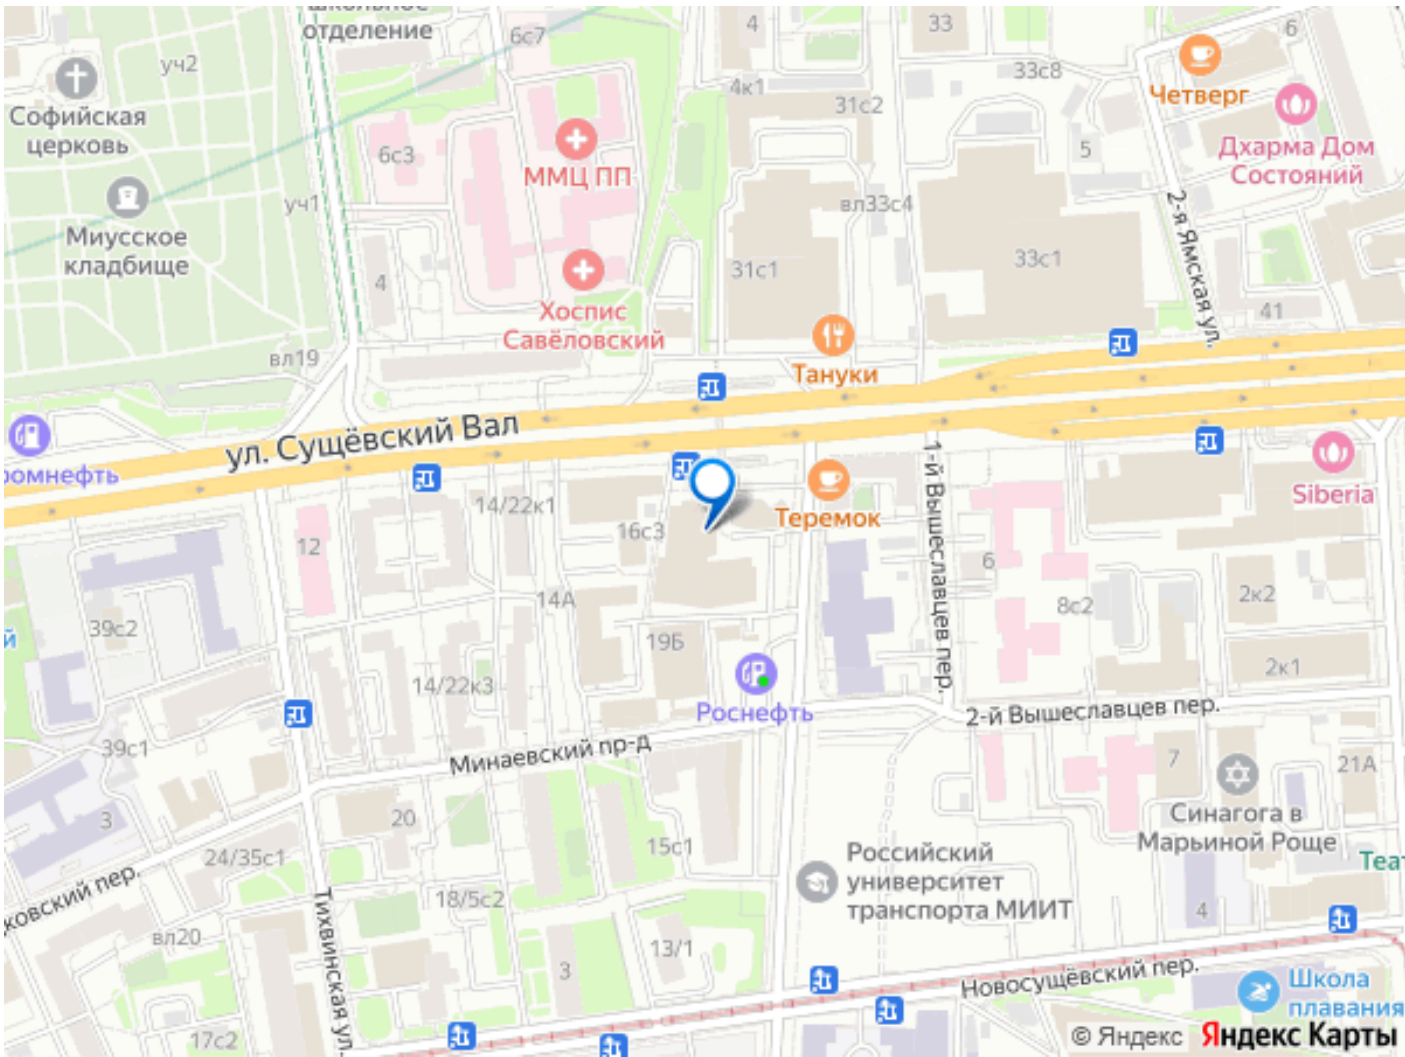 школьное
отделение
6с7
4
33
6
уч2
Софийская
церковь
4к1
31с2
33с8
Четверг
6с3
ММЦ ПП
5
Дхарма Дом
Состояний
уч1
Миусское
кладбище
вл33с4
2-я Ямская ул.
4
31с1
33с1
Хоспис
Савёловский
41
вл19
Тануки
ул. Сущёвский Вал
омнефть
14/22к1
Теремок
1-й Вышеславцев пер.
Siberia
12
16с3
6
39с2
14А
8с2
2к2
й
19Б
14/22к3
2к1
Роснефть
2-й Вышеславцев пер.
39с1
Минаевский пр-д
7
21А
3
20
Синагога в
Марьиной Роще
24/35с1
15с1
Российский
университет
транспорта МИИТ
Теат
ковский пер.
Тихвинская ул.
18/5с2
4
вл20
13/1
3
Новосущёвский пер.
Школа
плавания
17с2
© Яндекс Яндекс Карты